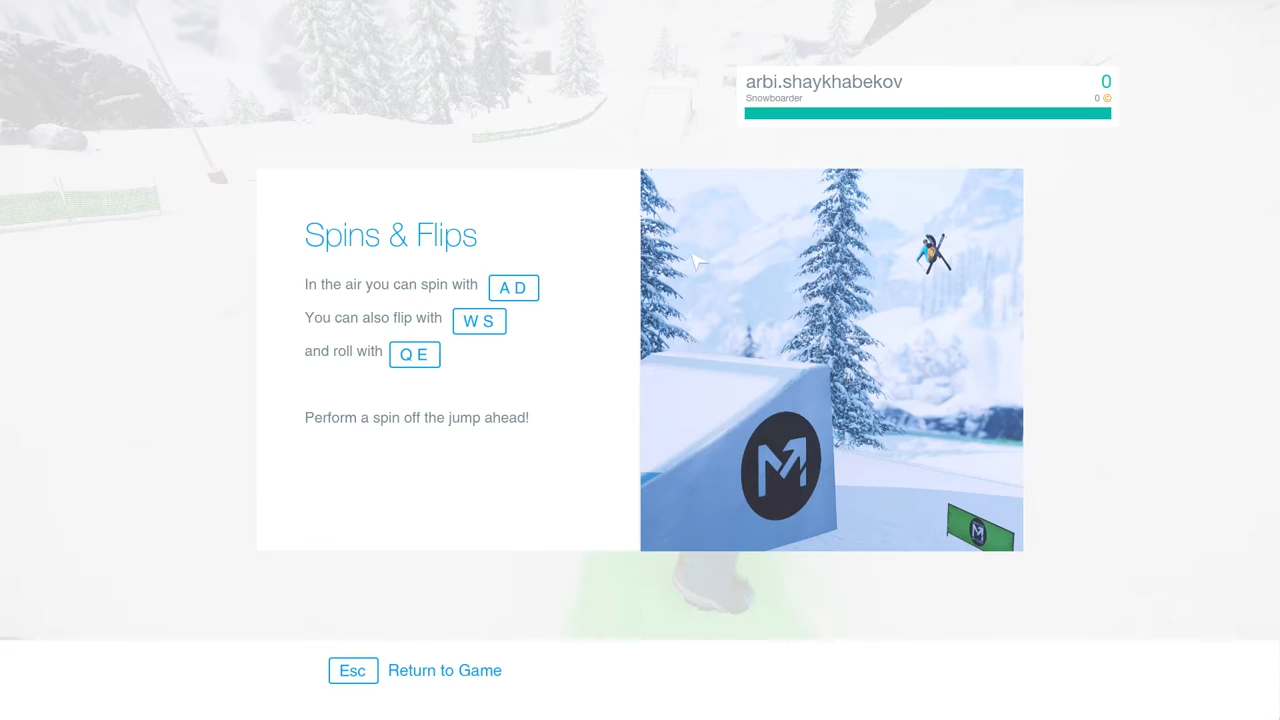 arbi.shaykhabekov 0
Snowboarder 0 ©
Spins & Flips
In the air you can spin with A D
You can also flip with W S
and roll with Q E
Perform a spin off the jump ahead!
M
M
Esc Return to Game